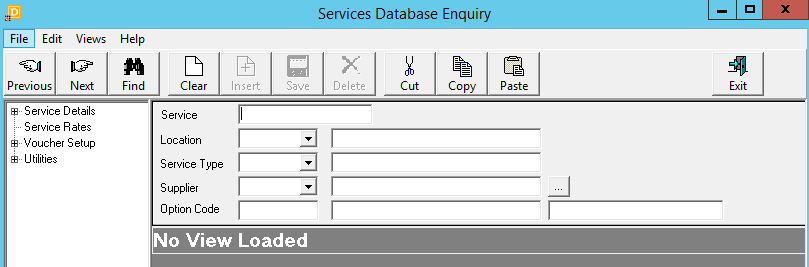 Services Database Enquiry
File Edit Views Help
Previous Next Find Clear Insert Save Delete Cut Copy Paste Exit
Service Details
Service Rates
Voucher Setup
Utilities
Service
Location
Service Type
Supplier ...
Option Code
No View Loaded